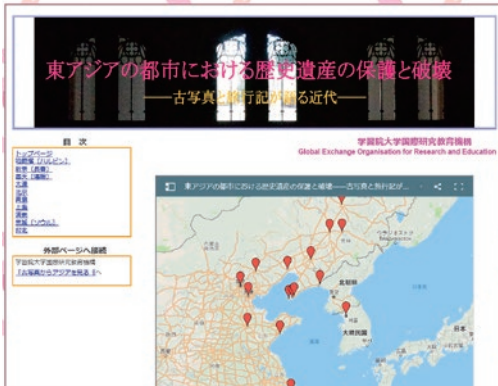 東アジアの都市における歴史遺産の保護と破壊
――古写真と旅行記が語る近代――
学習院大学国際研究教育機構
Global Exchange Organisation for Research and Education
目 次
トップページ
哈爾濱（ハルビン）
新京（長春）
奉天（瀋陽）
大連
北京
青島
上海
京城（ソウル）
台北
外部ページへ接続
学習院大学国際研究教育機構
『古写真からアジアを見る』へ
東アジアの都市における歴史遺産の保護と破壊――古写真と旅行記が...
北朝鮮
大韓民国
日本